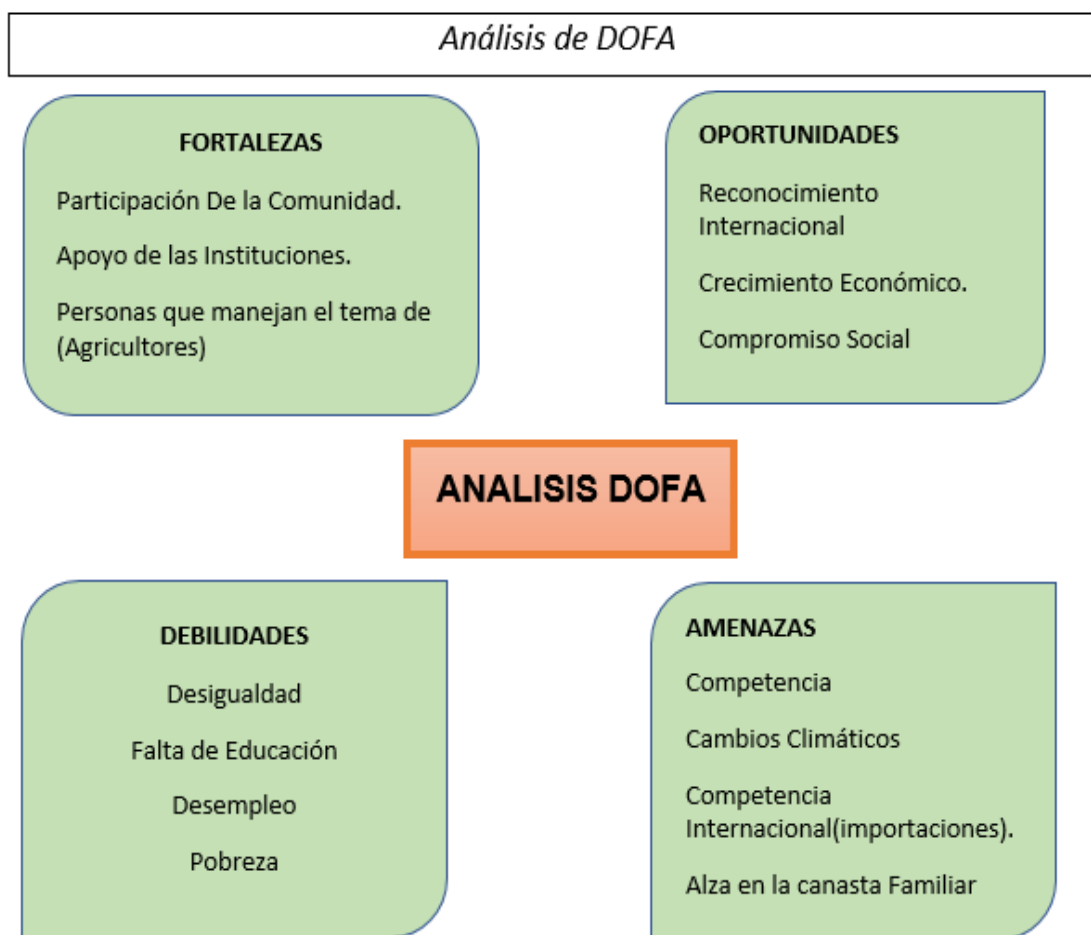 Análisis de DOFA
FORTALEZAS
Participación De la Comunidad.
Apoyo de las Instituciones.
Personas que manejan el tema de
(Agricultores)
OPORTUNIDADES
Reconocimiento
Internacional
Crecimiento Económico.
Compromiso Social
ANALISIS DOFA
DEBILIDADES
Desigualdad
Falta de Educación
Desempleo
Pobreza
AMENAZAS
Competencia
Cambios Climáticos
Competencia
Internacional(importaciones).
Alza en la canasta Familiar